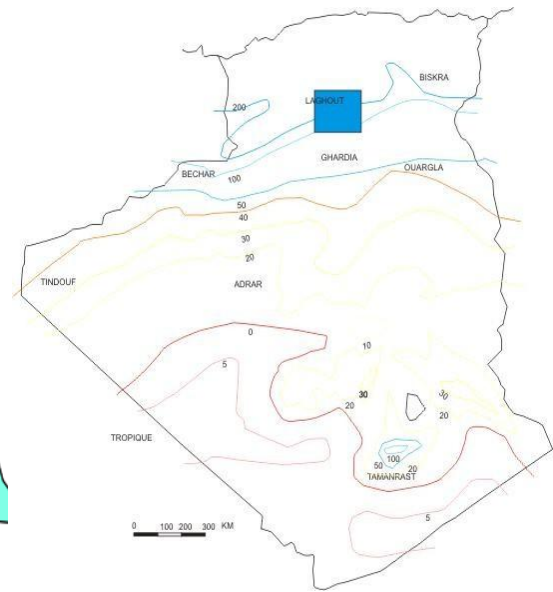 BISKRA
LAGHOUT
200
GHARDIA
OUARGLA
BECHAR
100
50
40
30
20
TINDOUF
ADRAR
0
10
5
30
30
20
20
TROPIQUE
100
50
20
TAMANRAST
5
0 100 200 300 KM